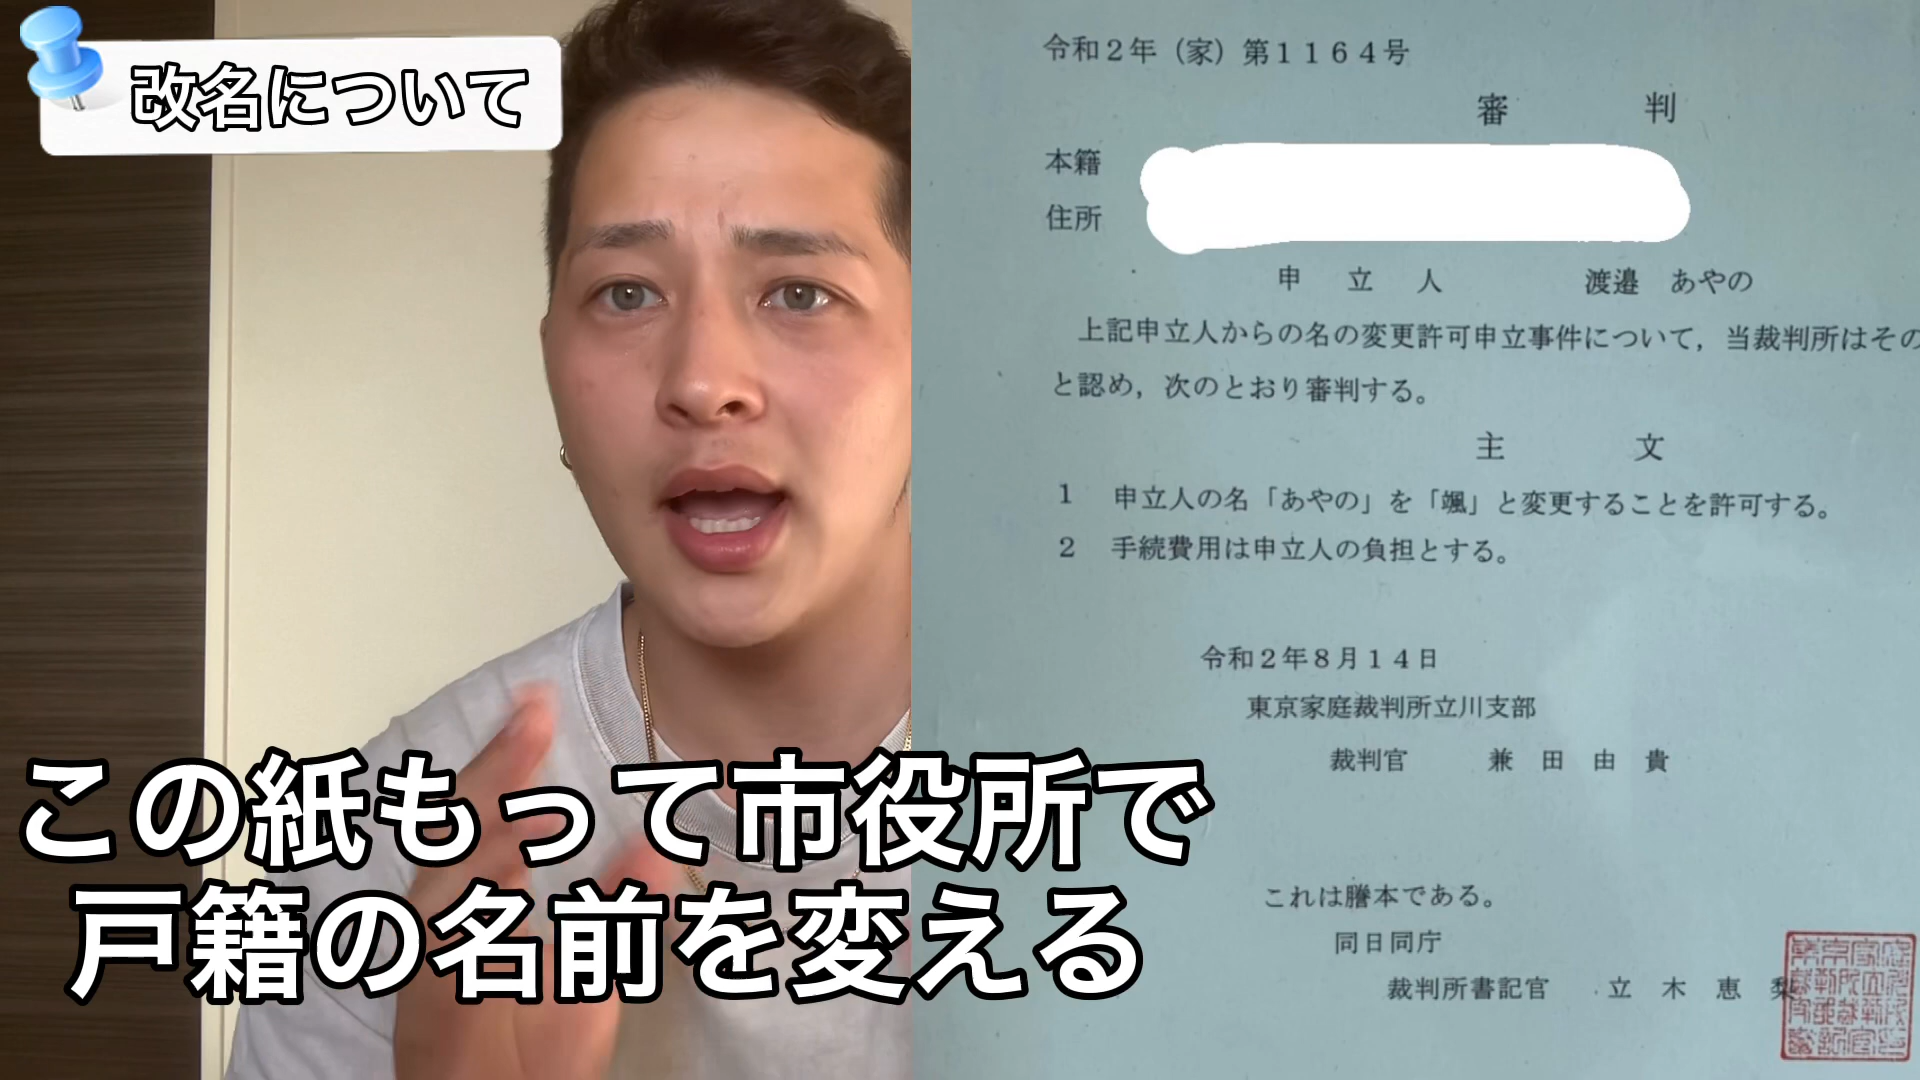 改名について
令和2年（家）第1164号
審判
本籍
住所
申立人 渡邉 あやの
上記申立人からの名の変更許可申立事件について，当裁判所はその
と認め，次のとおり審判する。
主文
1 申立人の名「あやの」を「颯」と変更することを許可する。
2 手続費用は申立人の負担とする。
令和2年8月14日
東京家庭裁判所立川支部
裁判官 兼田由貴
これは謄本である。
同日同庁
裁判所書記官 立木恵梨
この紙もって市役所で
戸籍の名前を変える